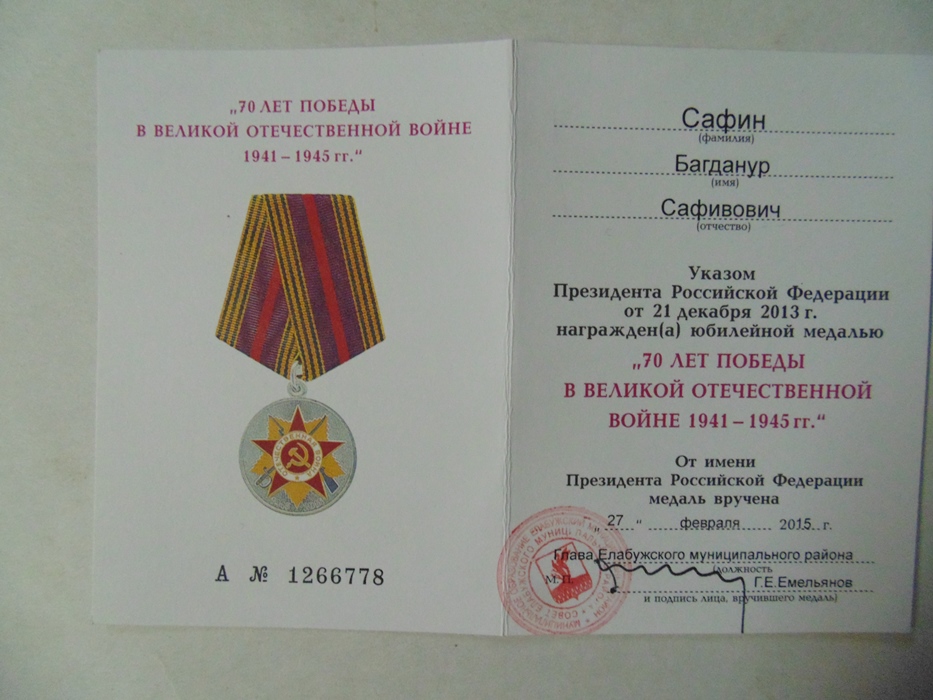 „70 ЛЕТ ПОБЕДЫ
В ВЕЛИКОЙ ОТЕЧЕСТВЕННОЙ ВОЙНЕ
1941 – 1945 гг.“
ОТЕЧЕСТВЕННАЯ ВОЙНА
А № 1266778
Сафин
(фамилия)
Багданур
(имя)
Сафивович
(отчество)
Указом
Президента Российской Федерации
от 21 декабря 2013 г.
награжден(а) юбилейной медалью
„70 ЛЕТ ПОБЕДЫ
В ВЕЛИКОЙ ОТЕЧЕСТВЕННОЙ
ВОЙНЕ 1941 – 1945 гг.“
От имени
Президента Российской Федерации
медаль вручена
„ 27 “ февраля 2015 г.
Глава Елабужского муниципального района
(должность
М.П. Г.Е.Емельянов
и подпись лица, вручившего медаль)